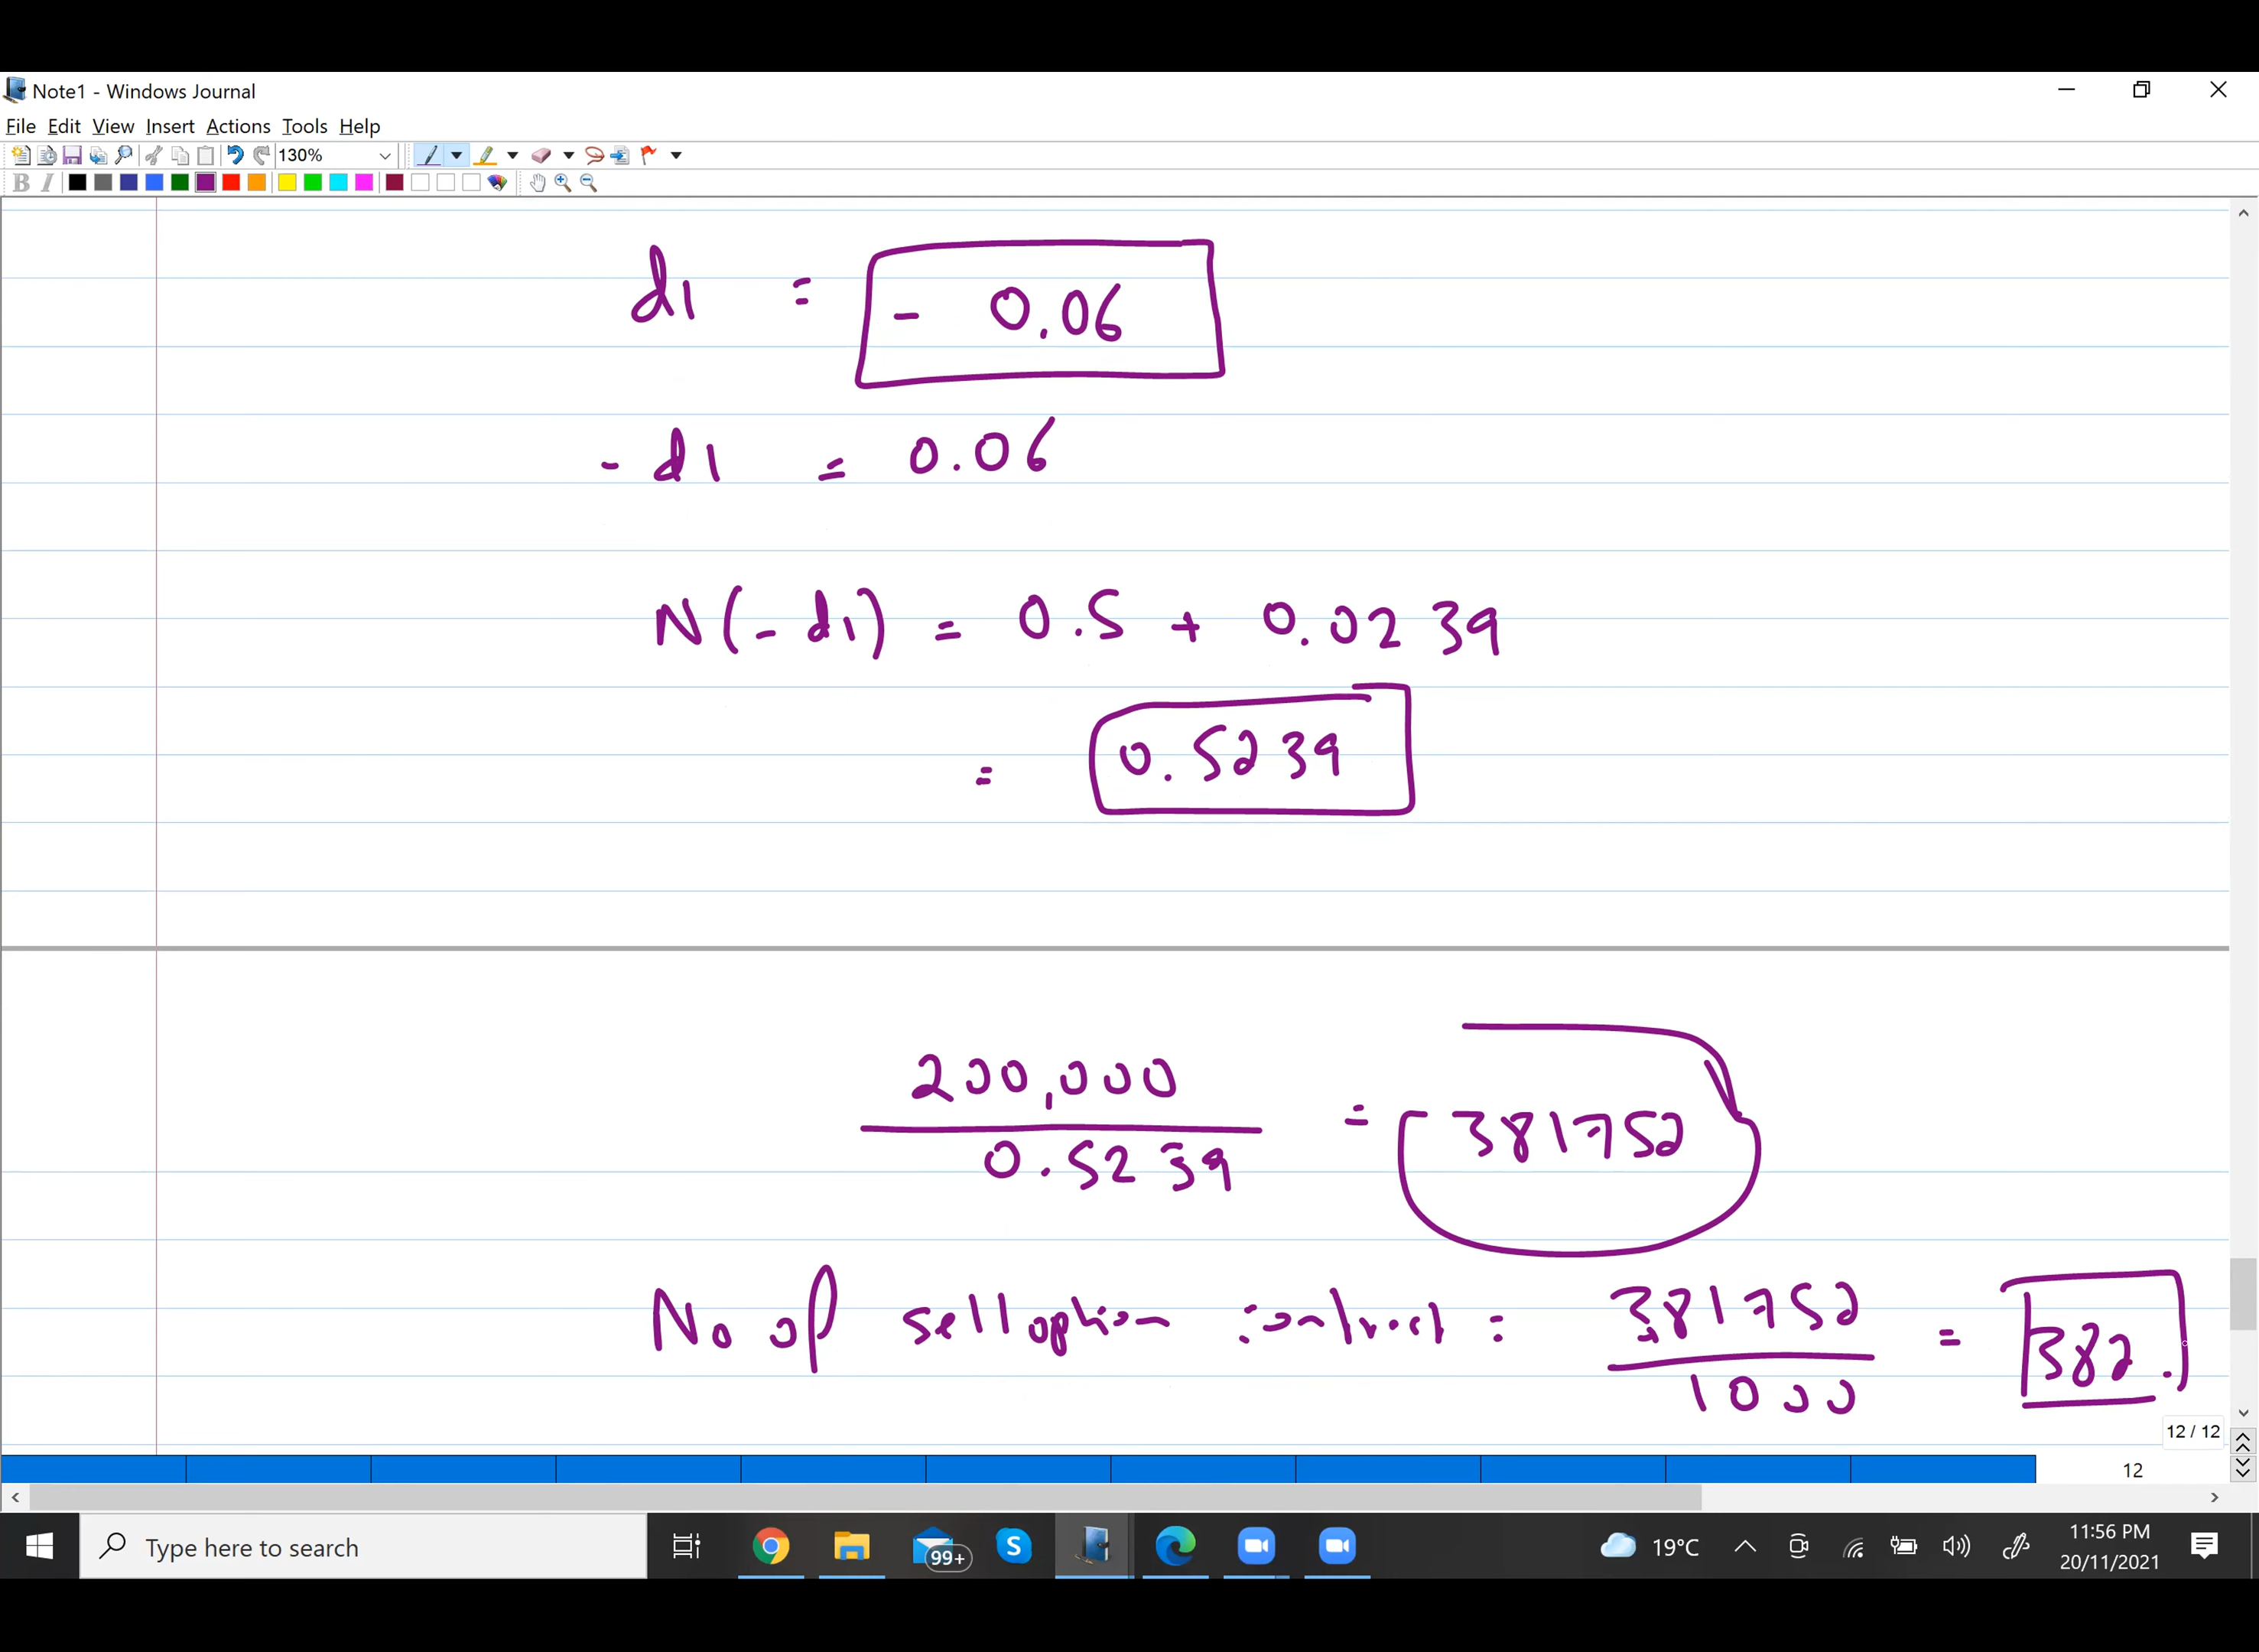 Note1 - Windows Journal
File Edit View Insert Actions Tools Help
130%
B I
d1 = - 0.06
- d1 = 0.06
N(-d1) = 0.5 + 0.0239
= 0.5239
200,000
0.5239
= 381752
No of sell option contract = 381752
1000
= 382.
12 / 12
12
Type here to search
99+
S
19°C
11:56 PM
20/11/2021